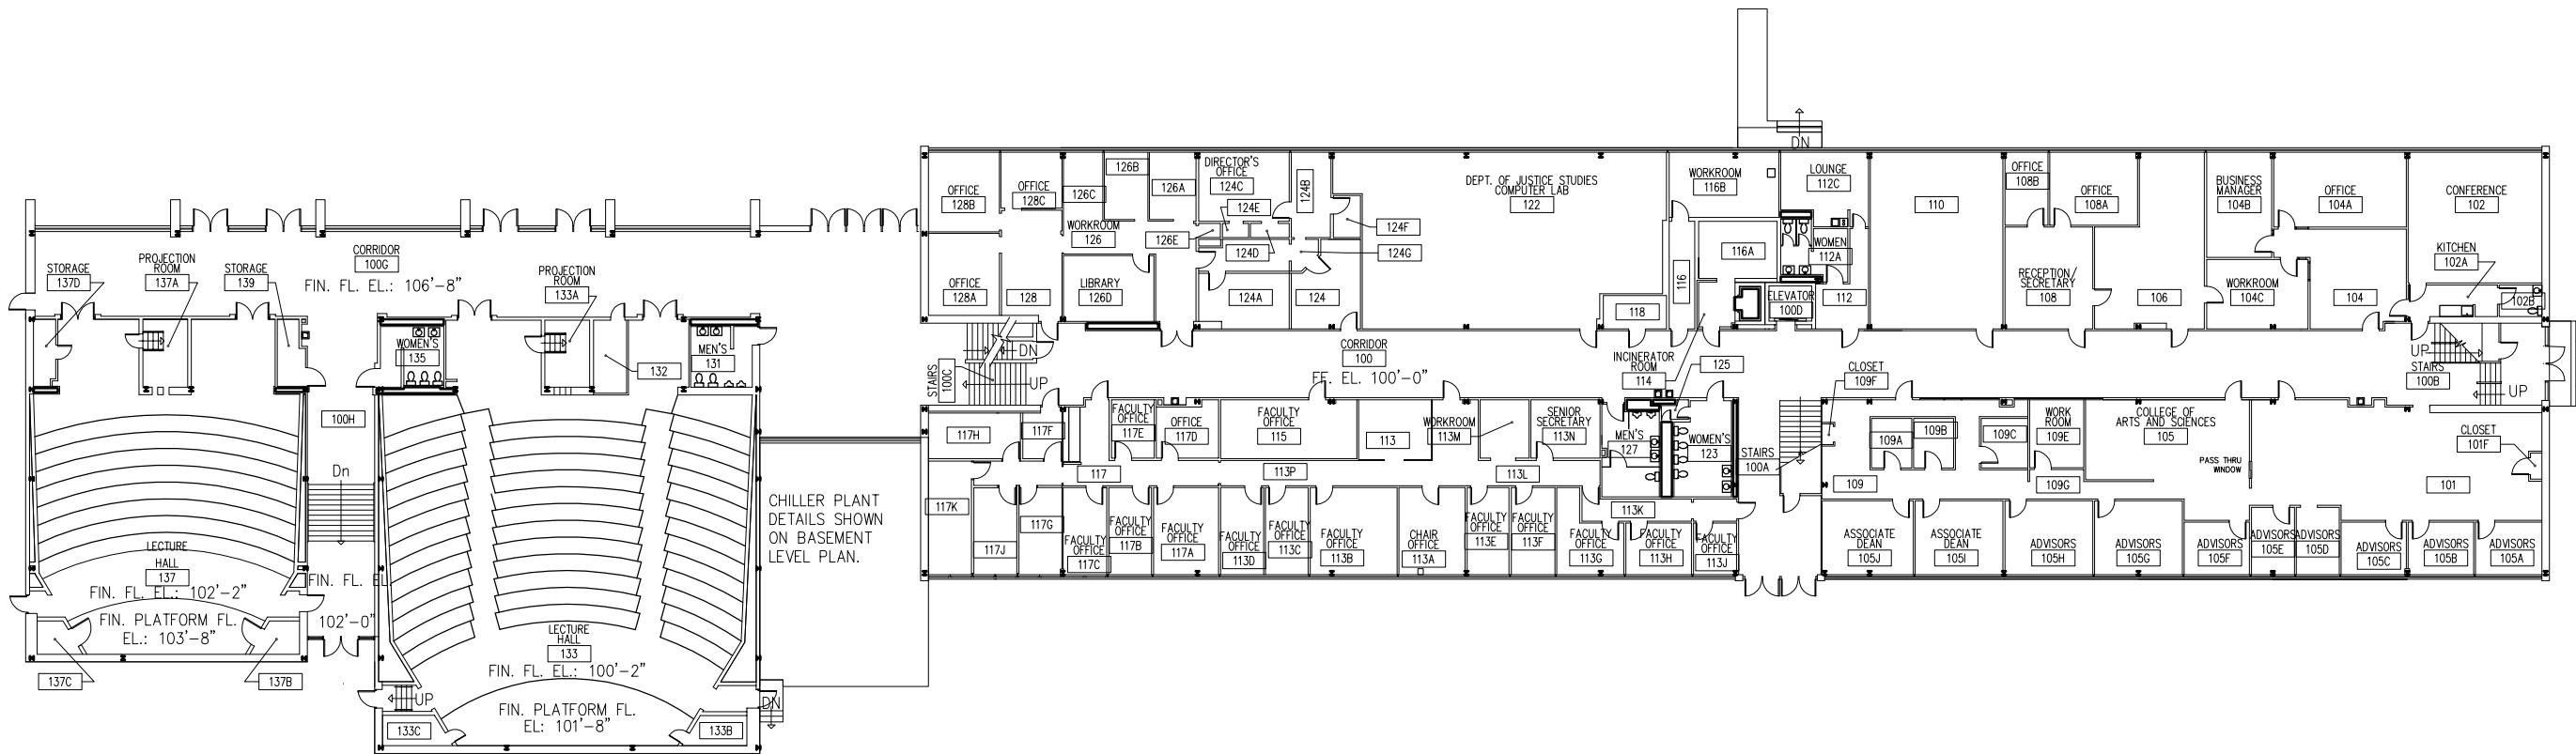 STORAGE
137D
PROJECTION
ROOM
137A
STORAGE
139
CORRIDOR
100G
FIN. FL. EL.: 106'-8"
PROJECTION
ROOM
133A
WOMEN'S
135
132
MEN'S
131
100H
Dn
LECTURE
HALL
137
FIN. FL. EL.: 102'-2"
FIN. PLATFORM FL.
EL.: 103'-8"
137C
137B
FIN. FL. EL
102'-0"
LECTURE
HALL
133
FIN. FL. EL.: 100'-2"
UP
FIN. PLATFORM FL.
EL: 101'-8"
133C
133B
DN
CHILLER PLANT
DETAILS SHOWN
ON BASEMENT
LEVEL PLAN.
OFFICE
128B
OFFICE
128C
126C
126B
126A
DIRECTOR'S
OFFICE
124C
124B
124E
WORKROOM
126
126E
124D
124F
124G
OFFICE
128A
128
LIBRARY
126D
124A
124
DEPT. OF JUSTICE STUDIES
COMPUTER LAB
122
118
116
WORKROOM
116B
116A
LOUNGE
112C
WOMEN
112A
ELEVATOR
100D
112
DN
110
OFFICE
108B
OFFICE
108A
RECEPTION/
SECRETARY
108
106
BUSINESS
MANAGER
104B
OFFICE
104A
WORKROOM
104C
104
CONFERENCE
102
KITCHEN
102A
102B
STAIRS
100C
DN
UP
CORRIDOR
100
FF. EL. 100'-0"
INCINERATOR
ROOM
114
125
CLOSET
109F
UP
STAIRS
100B
UP
117H
117F
FACULTY
OFFICE
117E
OFFICE
117D
FACULTY
OFFICE
115
113
WORKROOM
113M
SENIOR
SECRETARY
113N
MEN'S
127
WOMEN'S
123
STAIRS
100A
109A
109B
109C
WORK
ROOM
109E
COLLEGE OF
ARTS AND SCIENCES
105
PASS THRU
WINDOW
CLOSET
101F
117
113P
113L
109
109G
101
117K
117J
117G
FACULTY
OFFICE
117C
FACULTY
OFFICE
117B
FACULTY
OFFICE
117A
FACULTY
OFFICE
113D
FACULTY
OFFICE
113C
FACULTY
OFFICE
113B
CHAIR
OFFICE
113A
FACULTY
OFFICE
113E
FACULTY
OFFICE
113F
FACULTY
OFFICE
113G
113K
FACULTY
OFFICE
113H
FACULTY
OFFICE
113J
ASSOCIATE
DEAN
105J
ASSOCIATE
DEAN
105I
ADVISORS
105H
ADVISORS
105G
ADVISORS
105F
ADVISORS
105E
ADVISORS
105D
ADVISORS
105C
ADVISORS
105B
ADVISORS
105A